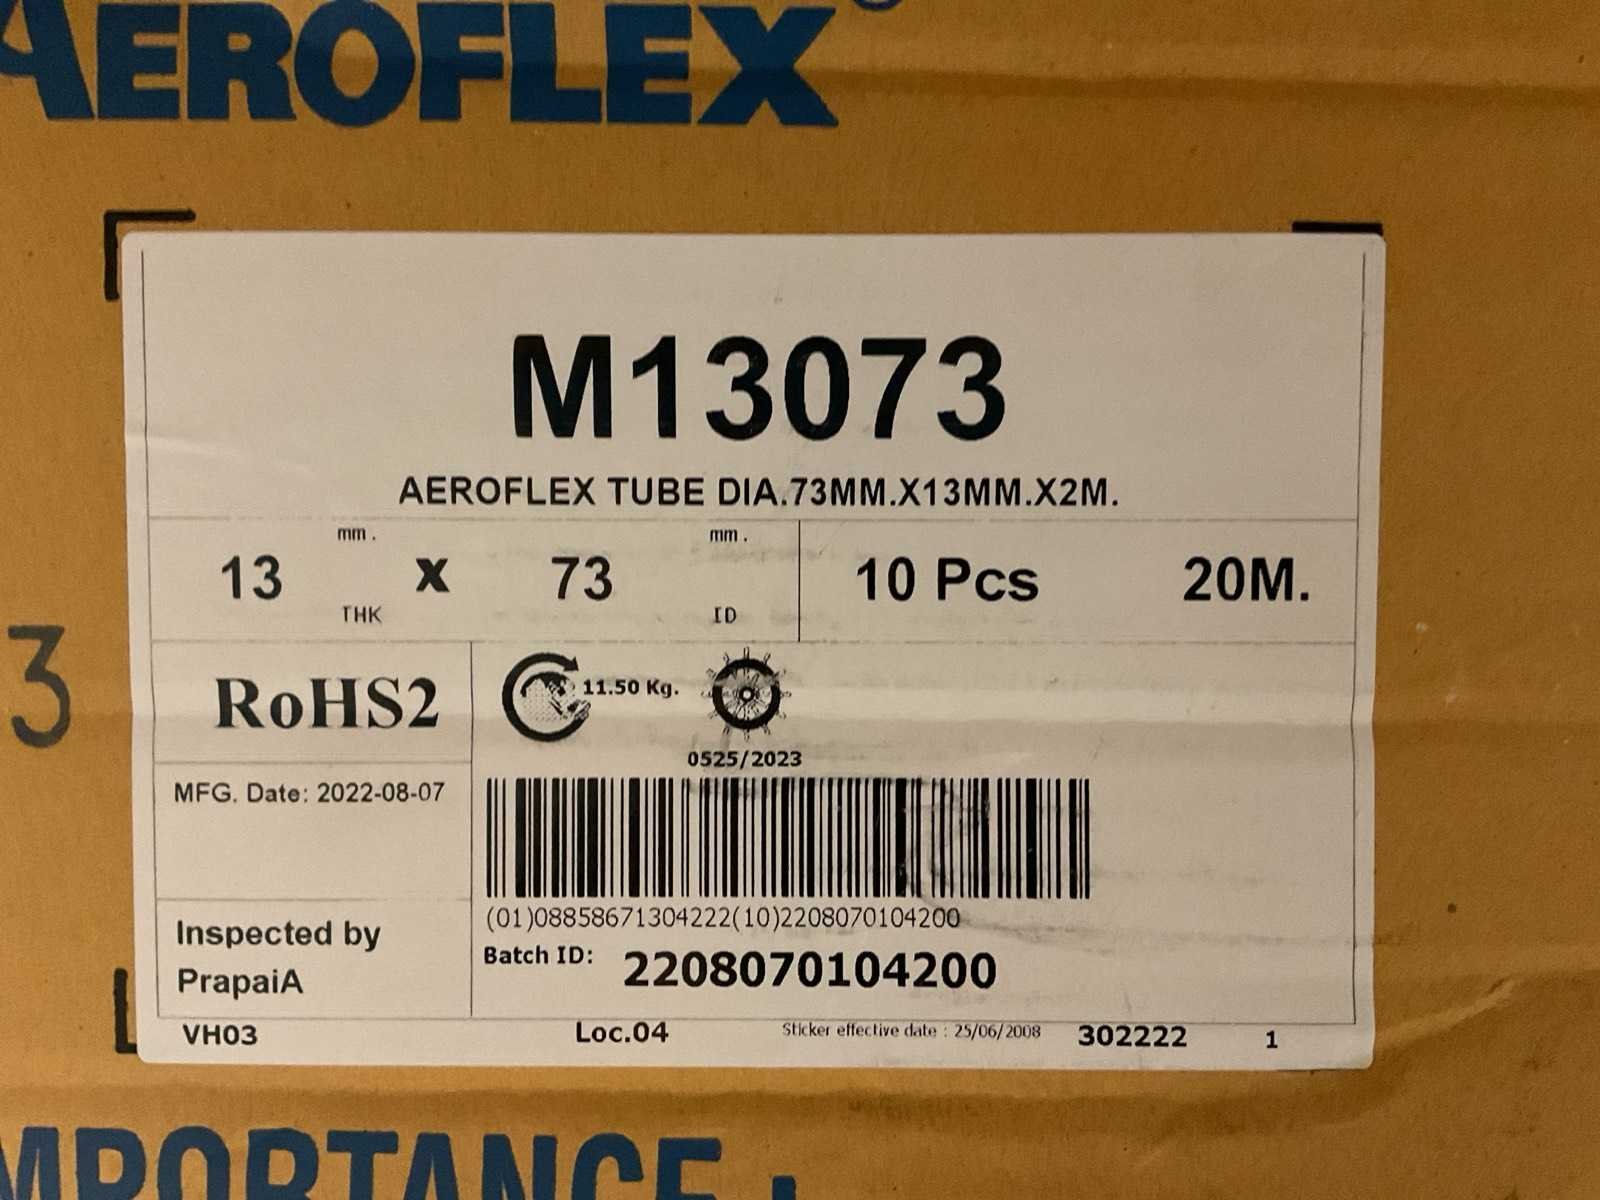 AEROFLEX
M13073
AEROFLEX TUBE DIA.73MM.X13MM.X2M.
13 mm. THK x 73 mm. ID 10 Pcs 20M.
3
RoHS2
11.50 Kg.
0525/2023
MFG. Date: 2022-08-07
(01)08858671304222(10)2208070104200
Inspected by
PrapaiA
Batch ID: 2208070104200
VH03 Loc.04 Sticker effective date : 25/06/2008 302222 1
MPORTANCE